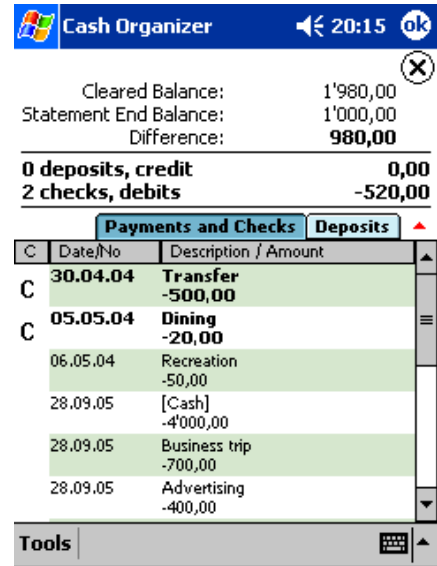 Cash Organizer 20:15 ok
Cleared Balance: 1'980,00
Statement End Balance: 1'000,00
Difference: 980,00
0 deposits, credit 0,00
2 checks, debits -520,00
Payments and Checks Deposits
C Date/No Description / Amount
C 30.04.04 Transfer
-500,00
C 05.05.04 Dining
-20,00
06.05.04 Recreation
-50,00
28.09.05 [Cash]
-4'000,00
28.09.05 Business trip
-700,00
28.09.05 Advertising
-400,00
Tools